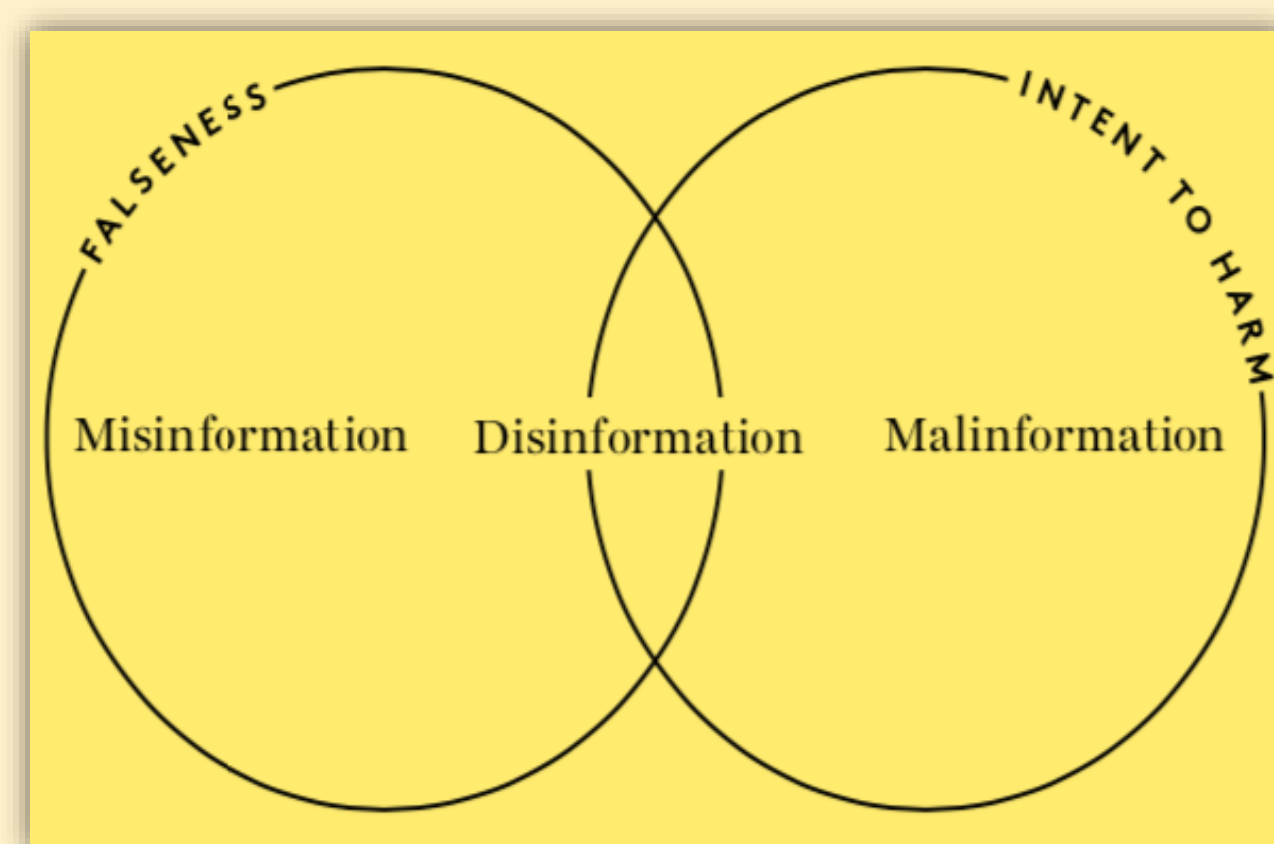 FALSENESS
INTENT TO HARM
Misinformation
Disinformation
Malinformation